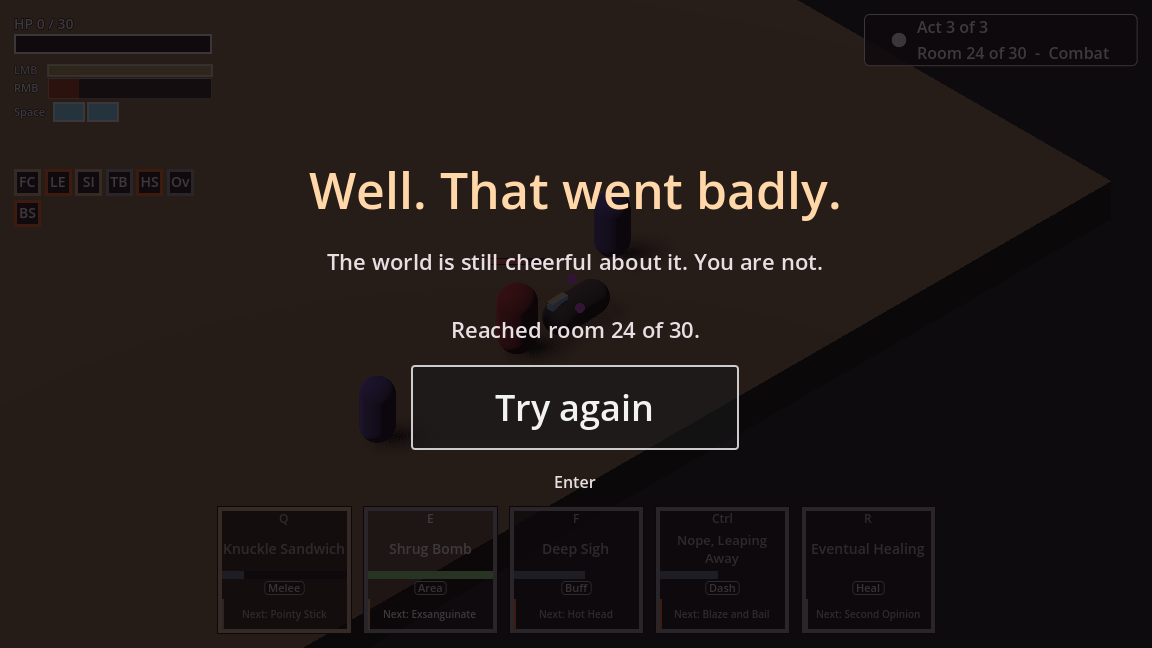 HP 0 / 30
Act 3 of 3
Room 24 of 30 - Combat
LMB
RMB
Space
FC LE SI TB HS Ov
BS
Well. That went badly.
The world is still cheerful about it. You are not.
Reached room 24 of 30.
Try again
Enter
Q
Knuckle Sandwich
Melee
Next: Pointy Stick
E
Shrug Bomb
Area
Next: Exsanguinate
F
Deep Sigh
Buff
Next: Hot Head
Ctrl
Nope, Leaping
Away
Dash
Next: Blaze and Bail
R
Eventual Healing
Heal
Next: Second Opinion